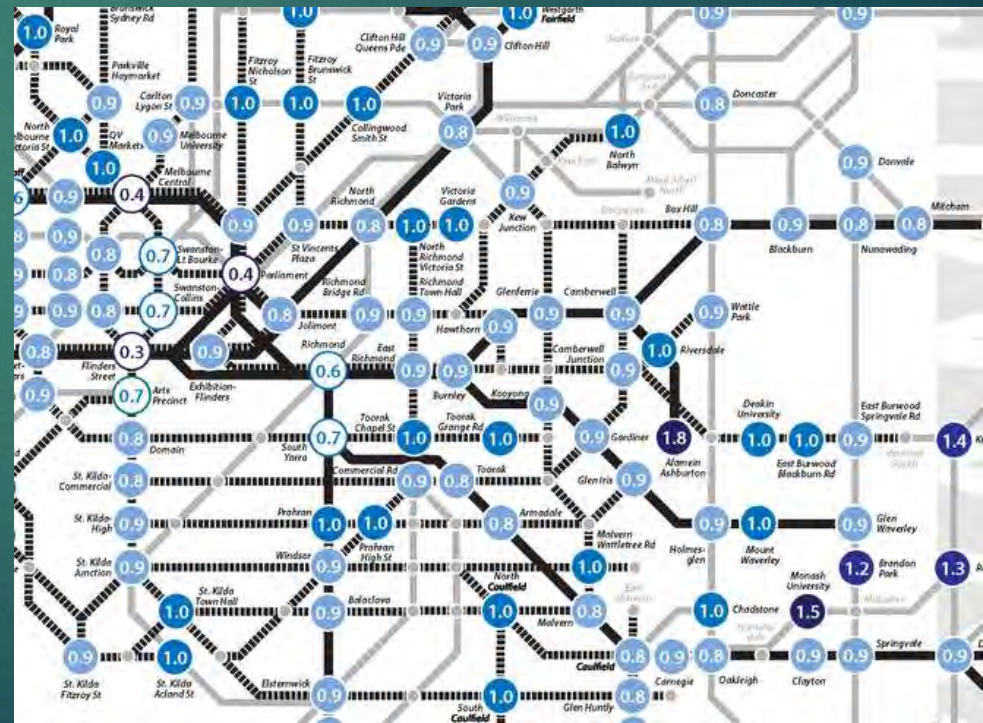 Brunswick
Sydney Rd
1.0
Royal
Park
1.0
1.0
Westgarth
Fairfield
0.9
0.9
Clifton Hill
Queens Pde
0.9
0.9
Clifton Hill
Parkville
Haymarket
Fitzroy
Nicholson
St
Fitzroy
Brunswick
St
0.9
Carlton
Lygon St
0.9
1.0
1.0
1.0
Collingwood
Smith St
Victoria
Park
0.8
0.8
Doncaster
North
Melbourne
Victoria St
1.0
QV
Markets
1.0
0.9
Melbourne
University
1.0
North
Balwyn
0.9
Donvale
Melbourne
Central
0.9
0.4
North
Richmond
Victoria
Gardens
0.9
Kew
Junction
Box Hill
Mitcham
0.9
0.9
St Vincents
Plaza
0.8
1.0
1.0
North
Richmond
Victoria St
0.8
0.9
Blackburn
0.8
Nunawading
0.8
0.8
0.9
0.8
0.7
Swanston-
Lt Bourke
0.9
0.8
0.4
Parliament
Richmond
Bridge Rd
Richmond
Town Hall
Glenferrie
Camberwell
Swanston-
Collins
0.9
0.9
0.8
0.7
0.8
Jolimont
0.9
0.9
Hawthorn
0.9
0.9
0.9
0.9
Wattle
Park
0.8
0.3
Flinders
Street
0.9
Exhibition-
Flinders
Richmond
0.6
East
Richmond
0.9
0.9
Burnley
Camberwell
Junction
0.9
1.0
Riversdale
0.9
0.7
Arts
Precinct
Kooyong
0.9
Toorak
Chapel St
Toorak
Grange Rd
Deakin
University
East Burwood
Springvale Rd
0.8
Domain
South
Yarra
0.7
1.0
1.0
0.9
Gardiner
1.8
Alamein
Ashburton
1.0
1.0
East Burwood
Blackburn Rd
0.9
1.4
St. Kilda-
Commercial
0.8
Commercial Rd
0.9
0.8
Toorak
Glen Iris
0.9
St. Kilda-
High
0.9
Prahran
1.0
1.0
Prahran
High St
0.8
Armadale
Malvern
Wattletree Rd
0.9
Holmes-
glen
1.0
Mount
Waverley
0.9
Glen
Waverley
St. Kilda
Junction
0.9
Windsor
0.9
1.0
Monash
University
1.2
Brandon
Park
1.3
St. Kilda
Town Hall
1.0
0.9
Balaclava
North
Caulfield
1.0
0.8
Malvern
1.0
Chadstone
1.5
0.9
St. Kilda
Fitzroy St
1.0
St. Kilda
Acland St
Caulfield
0.8
0.9
Carnegie
0.8
Oakleigh
0.9
Clayton
0.9
Springvale
0.9
Elsternwick
0.9
1.0
South
Caulfield
0.8
Glen Huntly